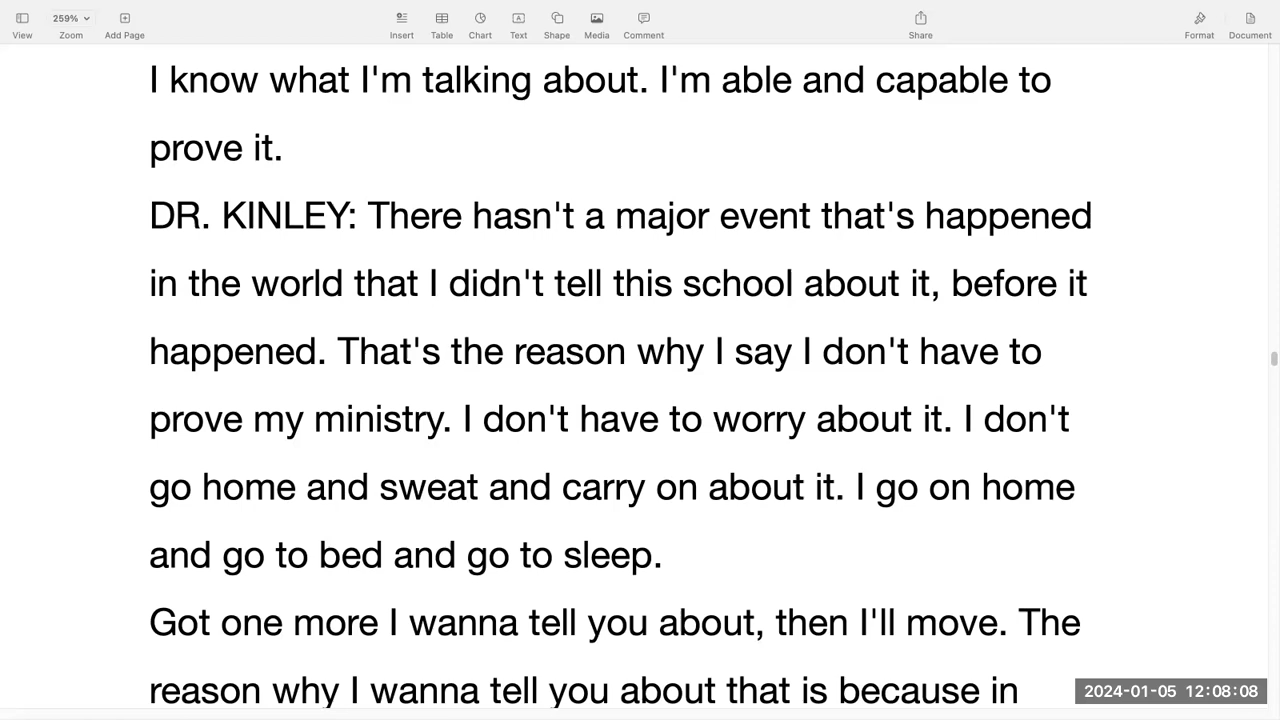 259%
View
Zoom
Add Page
Insert
Table
Chart
Text
Shape
Media
Comment
Share
Format
Document
I know what I'm talking about. I'm able and capable to
prove it.
DR. KINLEY: There hasn't a major event that's happened
in the world that I didn't tell this school about it, before it
happened. That's the reason why I say I don't have to
prove my ministry. I don't have to worry about it. I don't
go home and sweat and carry on about it. I go on home
and go to bed and go to sleep.
Got one more I wanna tell you about, then I'll move. The
reason why I wanna tell you about that is because in
2024-01-05 12:08:08